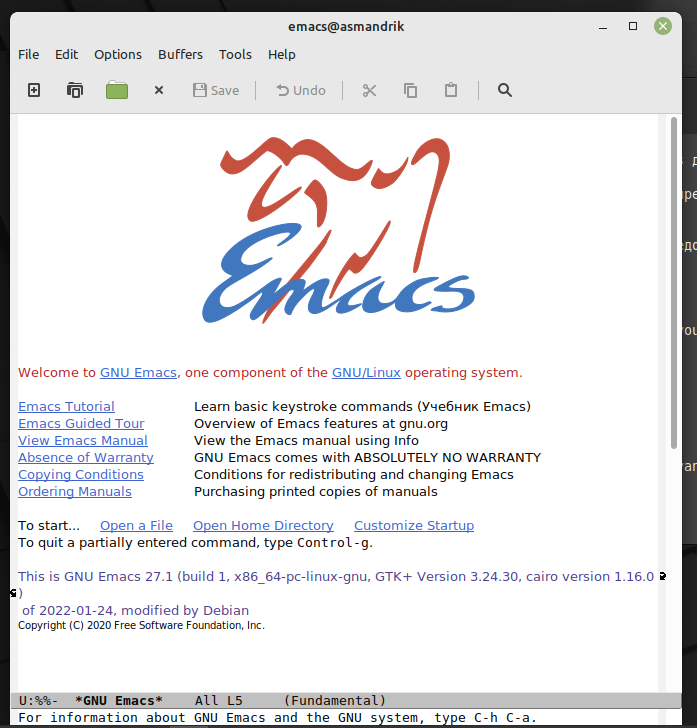 emacs@asmandrik
File Edit Options Buffers Tools Help
Save Undo
Emacs
Welcome to GNU Emacs, one component of the GNU/Linux operating system.
Emacs Tutorial Learn basic keystroke commands (Учебник Emacs)
Emacs Guided Tour Overview of Emacs features at gnu.org
View Emacs Manual View the Emacs manual using Info
Absence of Warranty GNU Emacs comes with ABSOLUTELY NO WARRANTY
Copying Conditions Conditions for redistributing and changing Emacs
Ordering Manuals Purchasing printed copies of manuals
To start... Open a File Open Home Directory Customize Startup
To quit a partially entered command, type Control-g.
This is GNU Emacs 27.1 (build 1, x86_64-pc-linux-gnu, GTK+ Version 3.24.30, cairo version 1.16.0
)
of 2022-01-24, modified by Debian
Copyright (C) 2020 Free Software Foundation, Inc.
U:%%- *GNU Emacs* All L5 (Fundamental)
For information about GNU Emacs and the GNU system, type C-h C-a.